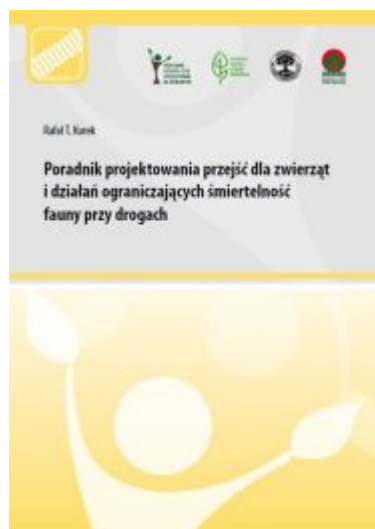 Rafał T. Kurek
Poradnik projektowania przejść dla zwierząt
i działań ograniczających śmiertelność
fauny przy drogach